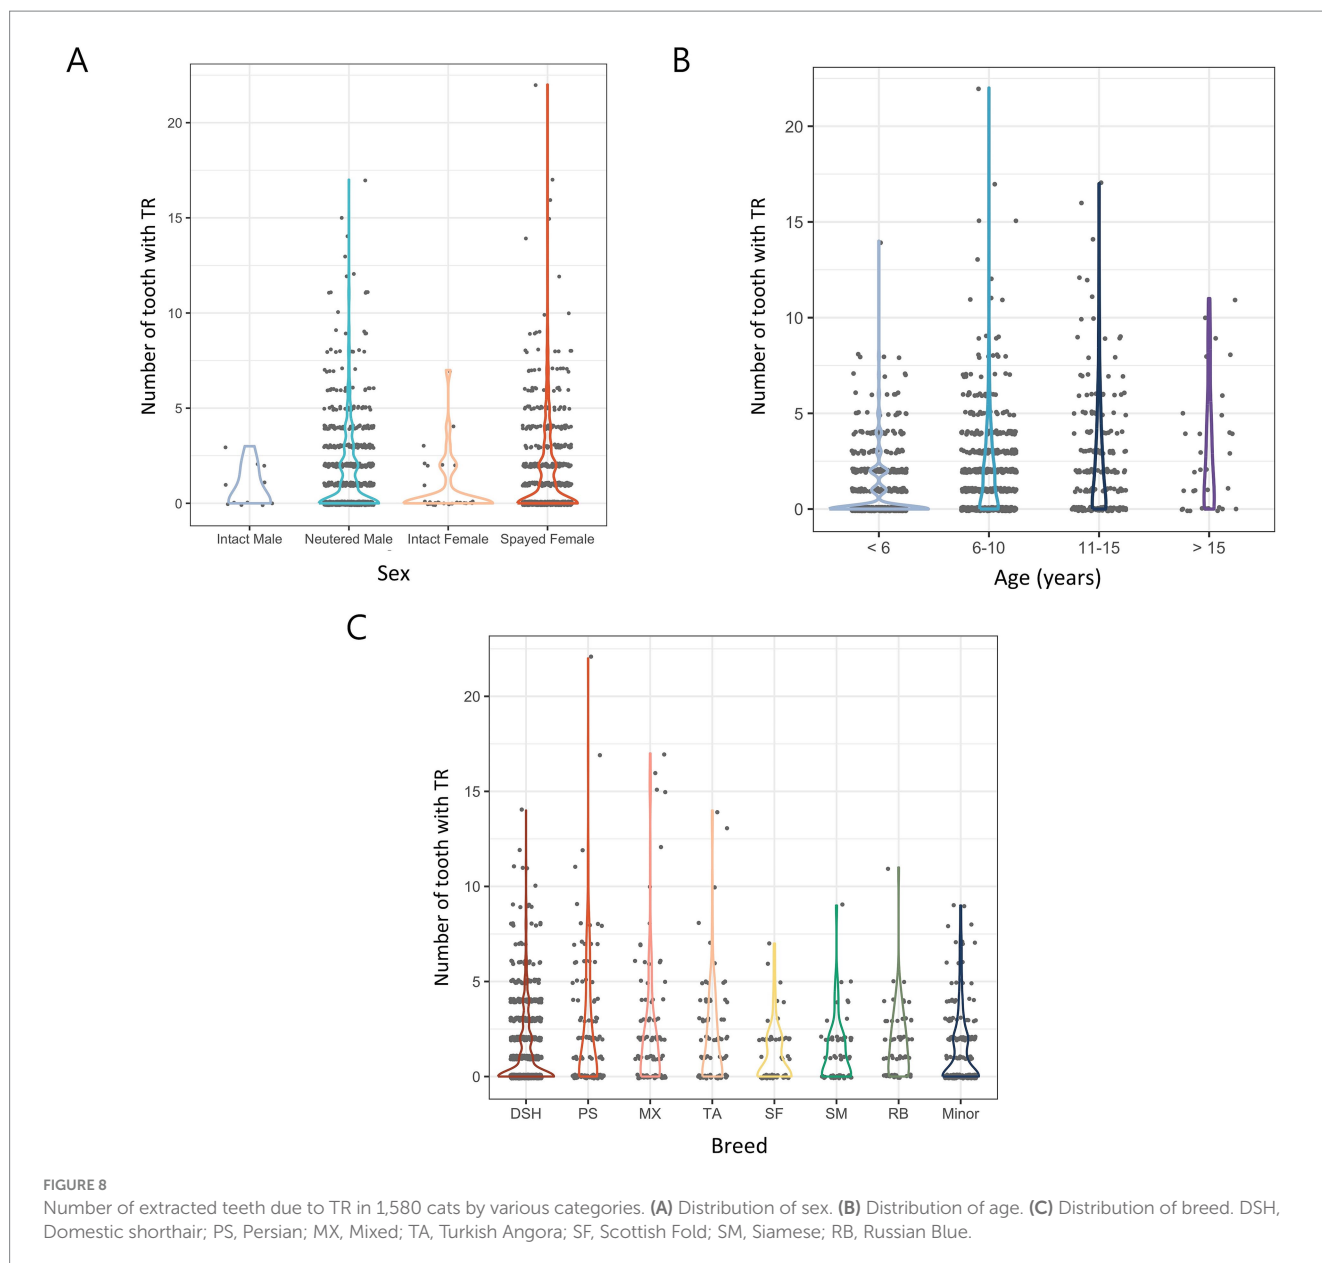 A
Number of tooth with TR
20
15
10
5
0
Intact Male Neutered Male Intact Female Spayed Female
Sex
B
Number of tooth with TR
20
15
10
5
0
< 6 6-10 11-15 > 15
Age (years)
C
Number of tooth with TR
20
15
10
5
0
DSH PS MX TA SF SM RB Minor
Breed
FIGURE 8
Number of extracted teeth due to TR in 1,580 cats by various categories. (A) Distribution of sex. (B) Distribution of age. (C) Distribution of breed. DSH,
Domestic shorthair; PS, Persian; MX, Mixed; TA, Turkish Angora; SF, Scottish Fold; SM, Siamese; RB, Russian Blue.